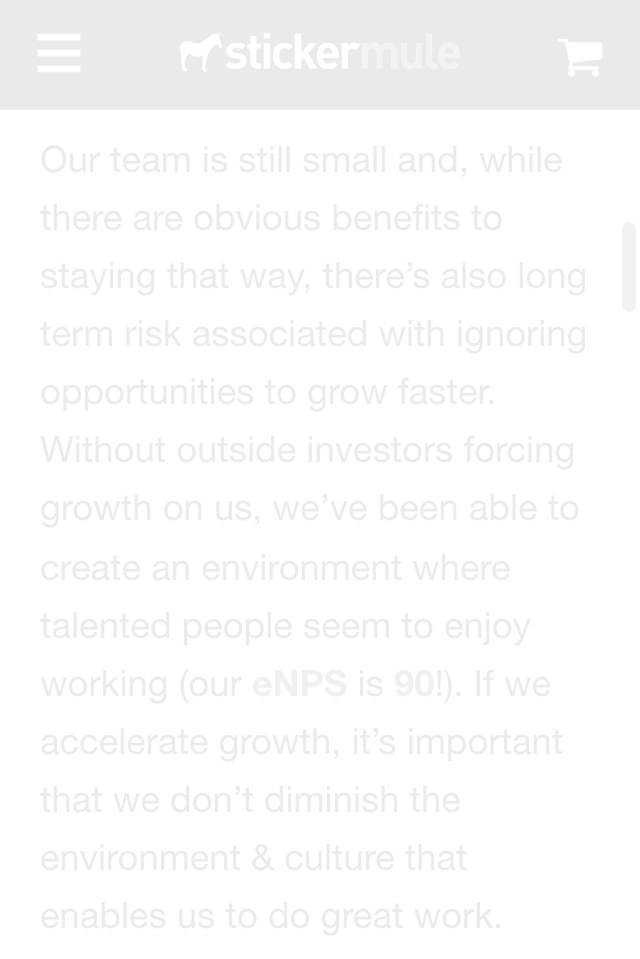 stickermule
Our team is still small and, while
there are obvious benefits to
staying that way, there’s also long
term risk associated with ignoring
opportunities to grow faster.
Without outside investors forcing
growth on us, we’ve been able to
create an environment where
talented people seem to enjoy
working (our eNPS is 90!). If we
accelerate growth, it’s important
that we don’t diminish the
environment & culture that
enables us to do great work.